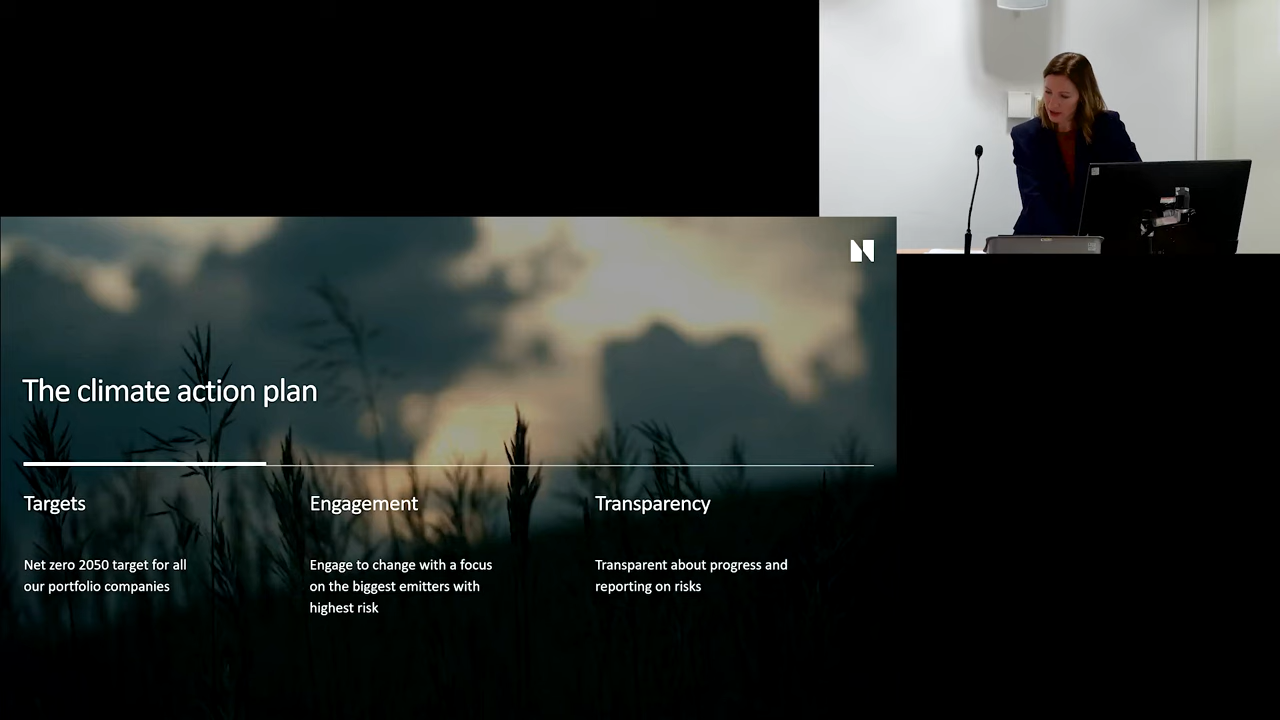 The climate action plan
Targets
Net zero 2050 target for all
our portfolio companies
Engagement
Engage to change with a focus
on the biggest emitters with
highest risk
Transparency
Transparent about progress and
reporting on risks